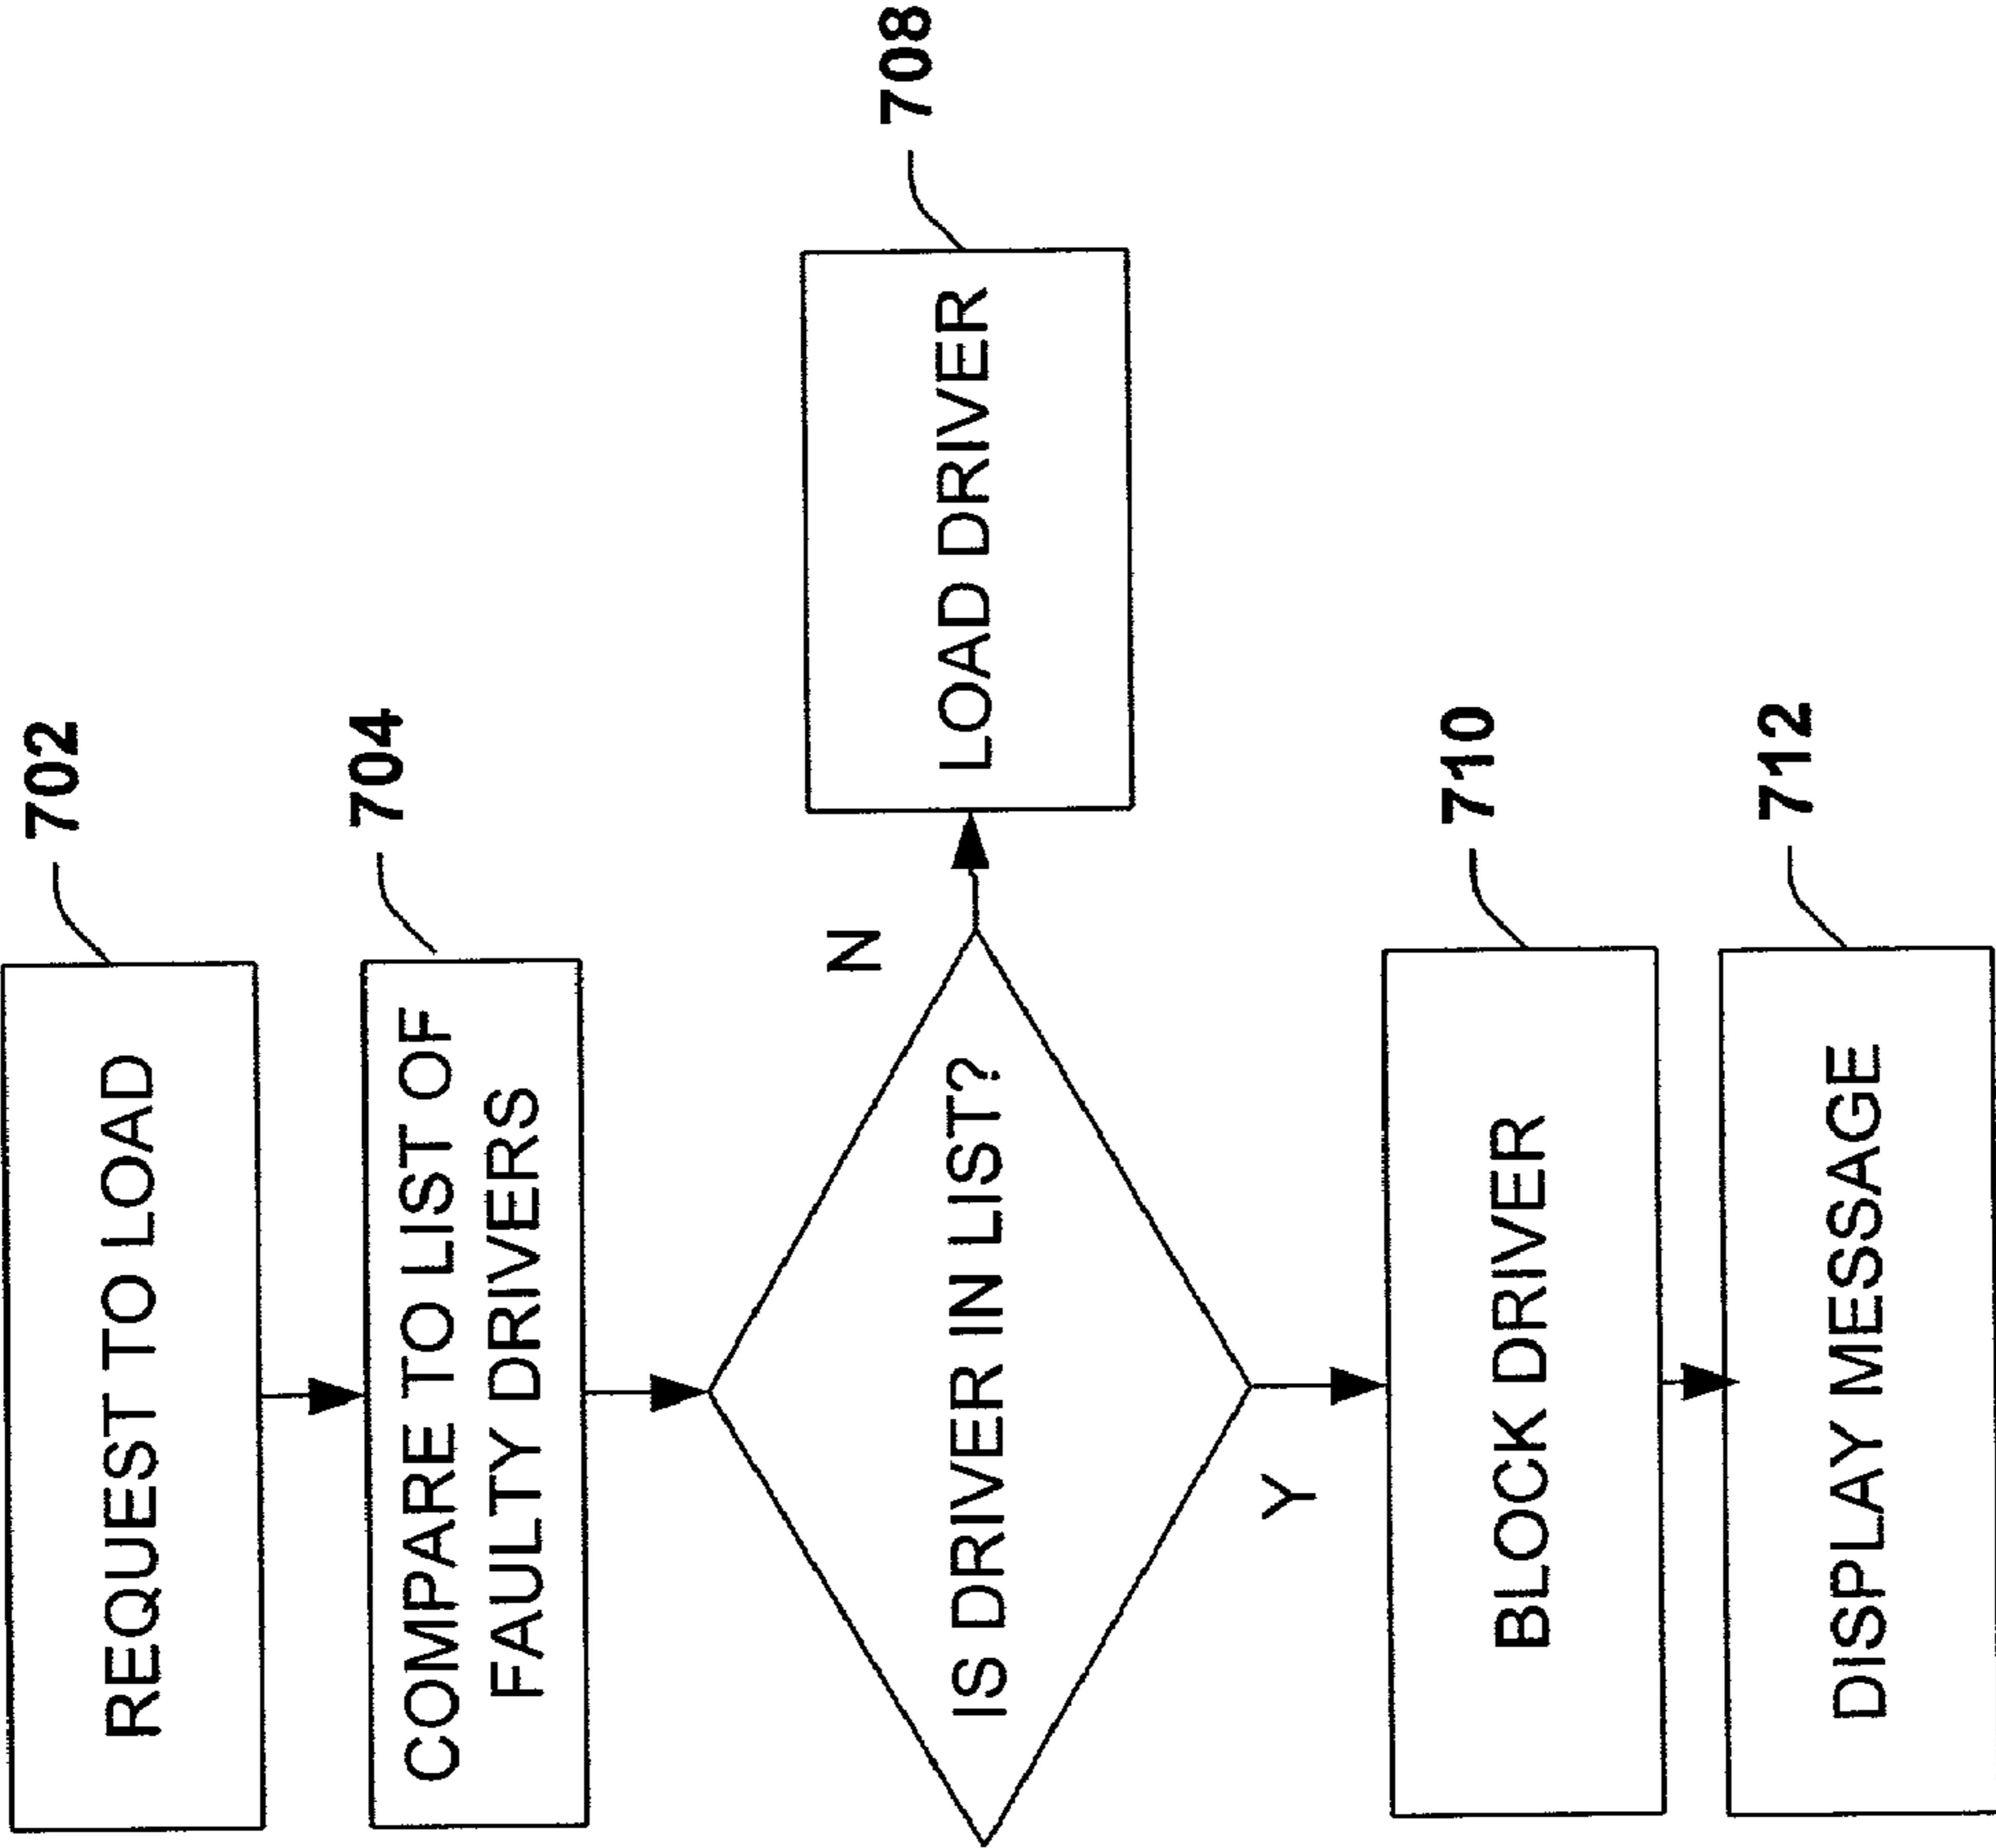 REQUEST TO LOAD
702
COMPARE TO LIST OF
FAULTY DRIVERS
704
IS DRIVER IN LIST?
N
LOAD DRIVER
708
Y
BLOCK DRIVER
710
DISPLAY MESSAGE
712